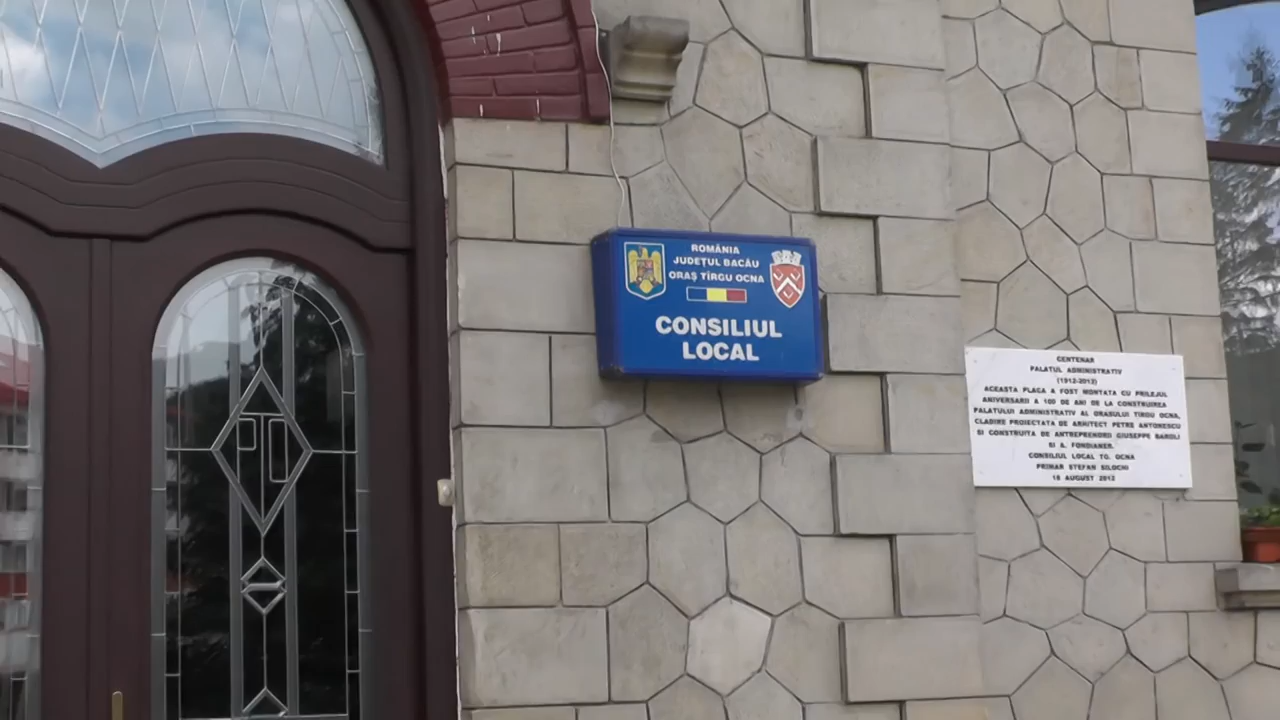 ROMÂNIA
JUDEȚUL BACĂU
ORAȘ TÎRGU OCNA
CONSILIUL
LOCAL
CENTENAR
PALATUL ADMINISTRATIV
(1912-2012)
ACEASTA PLACA A FOST MONTATA CU PRILEJUL
ANIVERSARII A 100 DE ANI DE LA CONSTRUIREA
PALATULUI ADMINISTRATIV AL ORASULUI TIRGU OCNA,
CLADIRE PROIECTATA DE ARHITECT PETRE ANTONESCU
SI CONSTRUITA DE ANTREPRENORII GIUSEPPE BAROLI
SI A. FONDIANER.
CONSILIUL LOCAL TG. OCNA
PRIMAR STEFAN SILOCHI
AUGUST 2012
TO